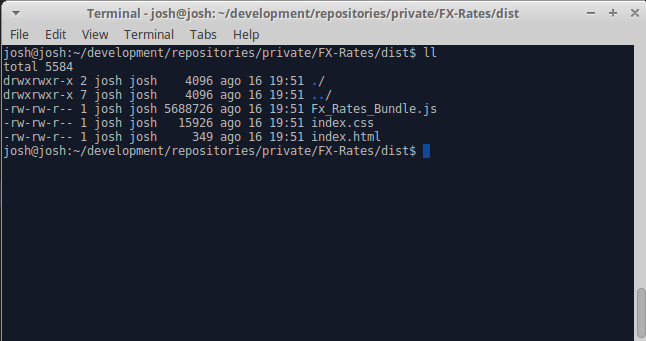 Terminal - josh@josh: ~/development/repositories/private/FX-Rates/dist
File Edit View Terminal Tabs Help
josh@josh:~/development/repositories/private/FX-Rates/dist$ ll
total 5584
drwxrwxr-x 2 josh josh    4096 ago 16 19:51 ./
drwxrwxr-x 7 josh josh    4096 ago 16 19:51 ../
-rw-rw-r-- 1 josh josh 5688726 ago 16 19:51 Fx_Rates_Bundle.js
-rw-rw-r-- 1 josh josh   15926 ago 16 19:51 index.css
-rw-rw-r-- 1 josh josh     349 ago 16 19:51 index.html
josh@josh:~/development/repositories/private/FX-Rates/dist$